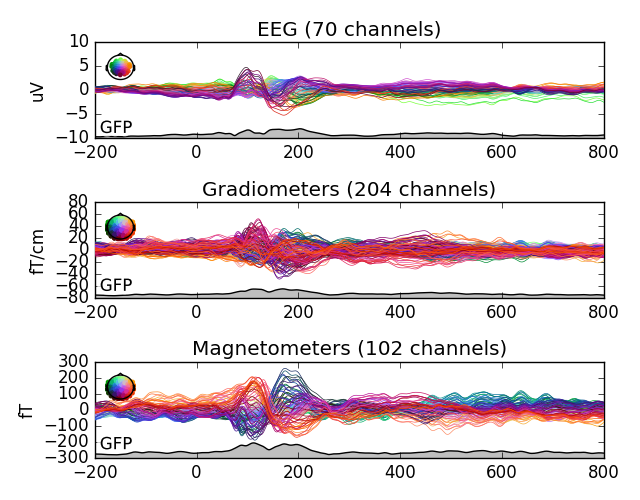 EEG (70 channels)
10
5
0
−5
−10
uV
GFP
−200 0 200 400 600 800
Gradiometers (204 channels)
80
60
40
20
0
−20
−40
−60
−80
fT/cm
GFP
−200 0 200 400 600 800
Magnetometers (102 channels)
300
200
100
0
−100
−200
−300
fT
GFP
−200 0 200 400 600 800